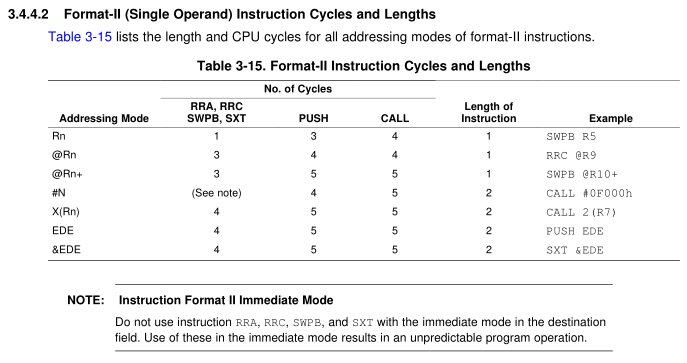 3.4.4.2 Format-II (Single Operand) Instruction Cycles and Lengths
Table 3-15 lists the length and CPU cycles for all addressing modes of format-II instructions.
Table 3-15. Format-II Instruction Cycles and Lengths
No. of Cycles
RRA, RRC Length of
Addressing Mode SWPB, SXT PUSH CALL Instruction Example
Rn 1 3 4 1 SWPB R5
@Rn 3 4 4 1 RRC @R9
@Rn+ 3 5 5 1 SWPB @R10+
#N (See note) 4 5 2 CALL #0F000h
X(Rn) 4 5 5 2 CALL 2(R7)
EDE 4 5 5 2 PUSH EDE
&EDE 4 5 5 2 SXT &EDE
NOTE: Instruction Format II Immediate Mode
Do not use instruction RRA, RRC, SWPB, and SXT with the immediate mode in the destination
field. Use of these in the immediate mode results in an unpredictable program operation.